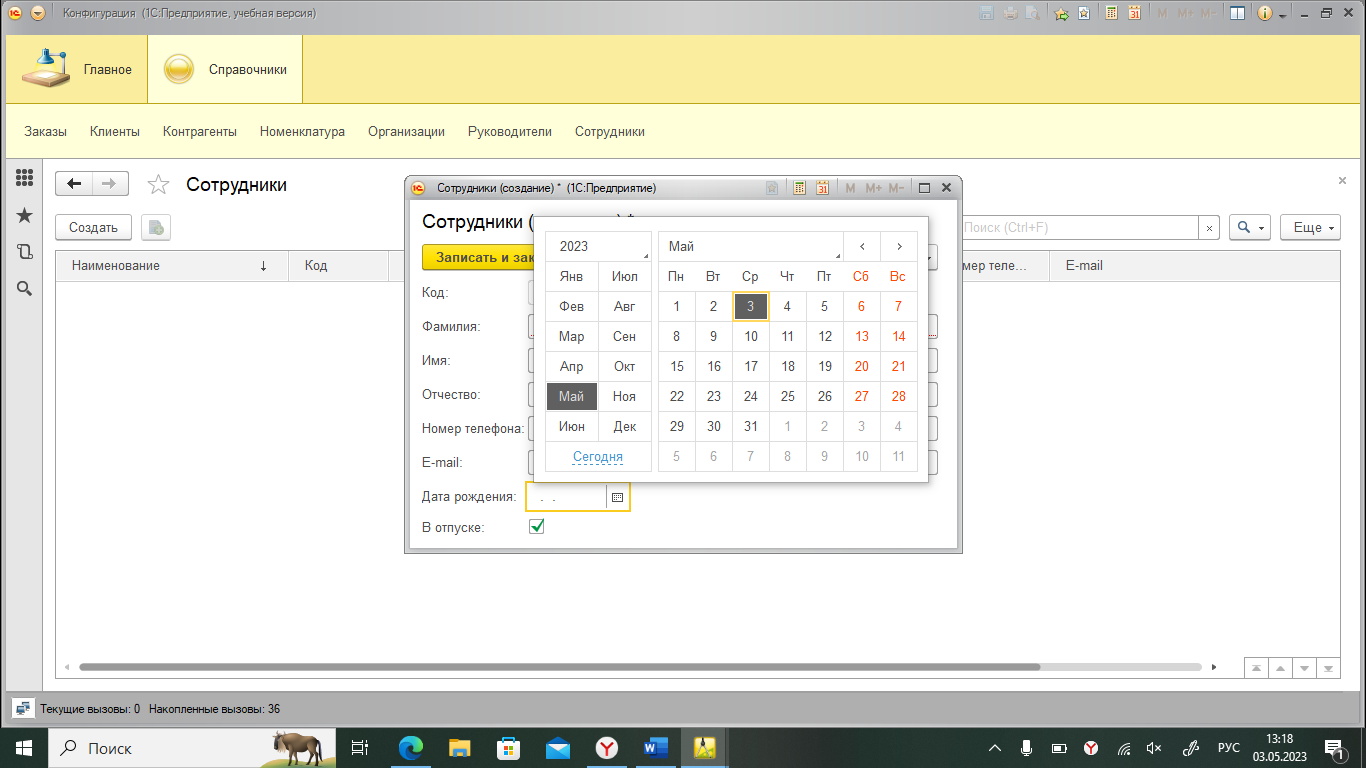 Конфигурация (1С:Предприятие, учебная версия)
M M+ M-
Главное
Справочники
Заказы Клиенты Контрагенты Номенклатура Организации Руководители Сотрудники
Сотрудники
Создать
Поиск (Ctrl+F)
×
Еще
Наименование ↓ Код
мер теле... E-mail
Сотрудники (создание) * (1С:Предприятие)
M M+ M-
Сотрудники (
Записать и зак
Код:
Фамилия:
Имя:
Отчество:
Номер телефона:
E-mail:
Дата рождения: . .
В отпуске:
2023
Янв Июл
Фев Авг
Мар Сен
Апр Окт
Май Ноя
Июн Дек
Сегодня
Май < >
Пн Вт Ср Чт Пт Сб Вс
1 2 3 4 5 6 7
8 9 10 11 12 13 14
15 16 17 18 19 20 21
22 23 24 25 26 27 28
29 30 31 1 2 3 4
5 6 7 8 9 10 11
Текущие вызовы: 0 Накопленные вызовы: 36
Поиск
РУС
13:18
03.05.2023
1